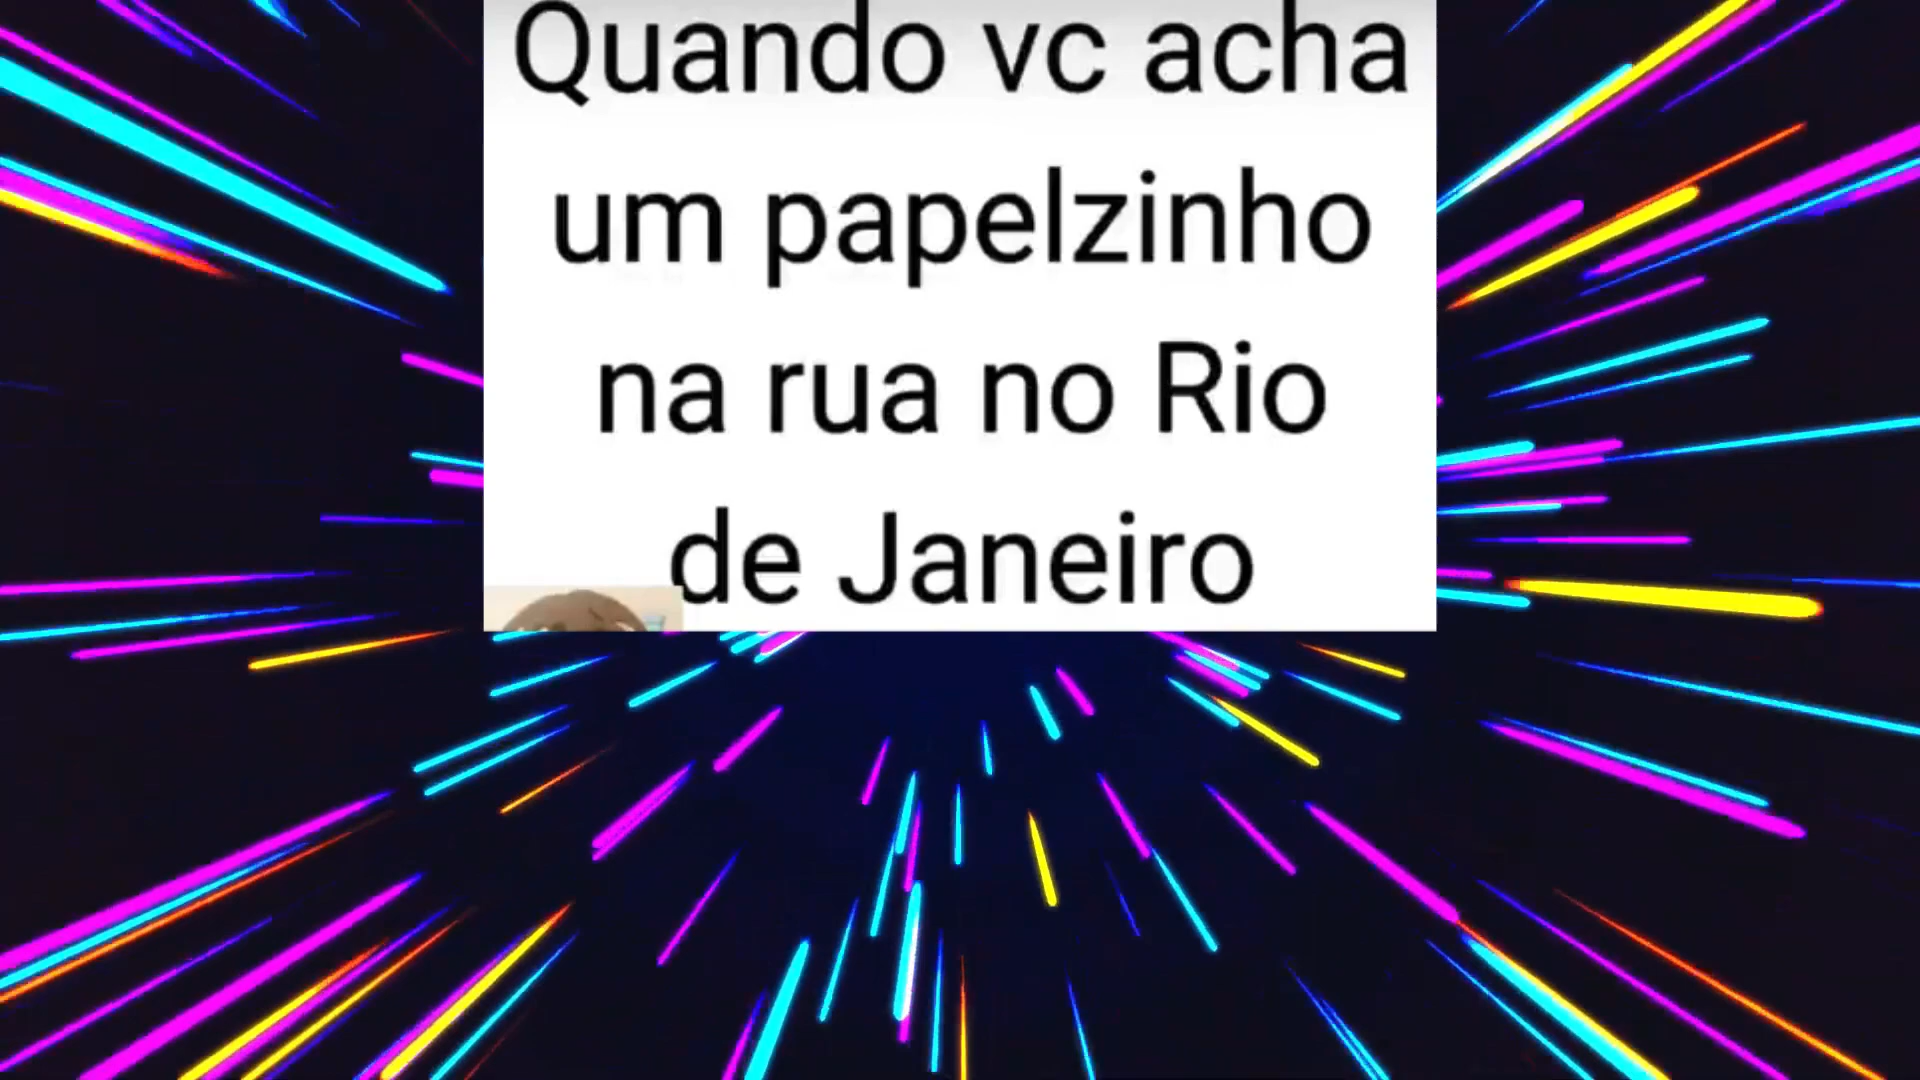 Quando vc acha
um papelzinho
na rua no Rio
de Janeiro